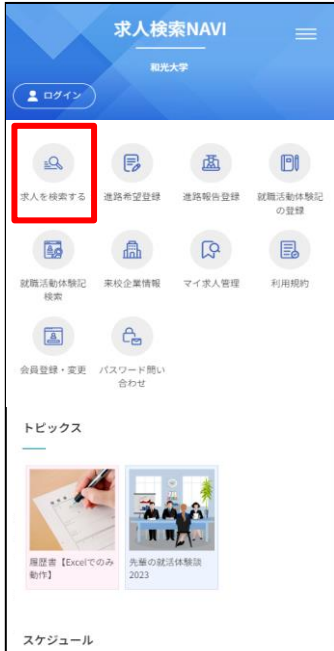 求人検索NAVI
和光大学
ログイン
求人を検索する
進路希望登録
進路報告登録
就職活動体験記
の登録
就職活動体験記
検索
来校企業情報
マイ求人管理
利用規約
会員登録・変更
パスワード問い
合わせ
トピックス
履歴書【Excelでのみ
動作】
先輩の就活体験談
2023
スケジュール